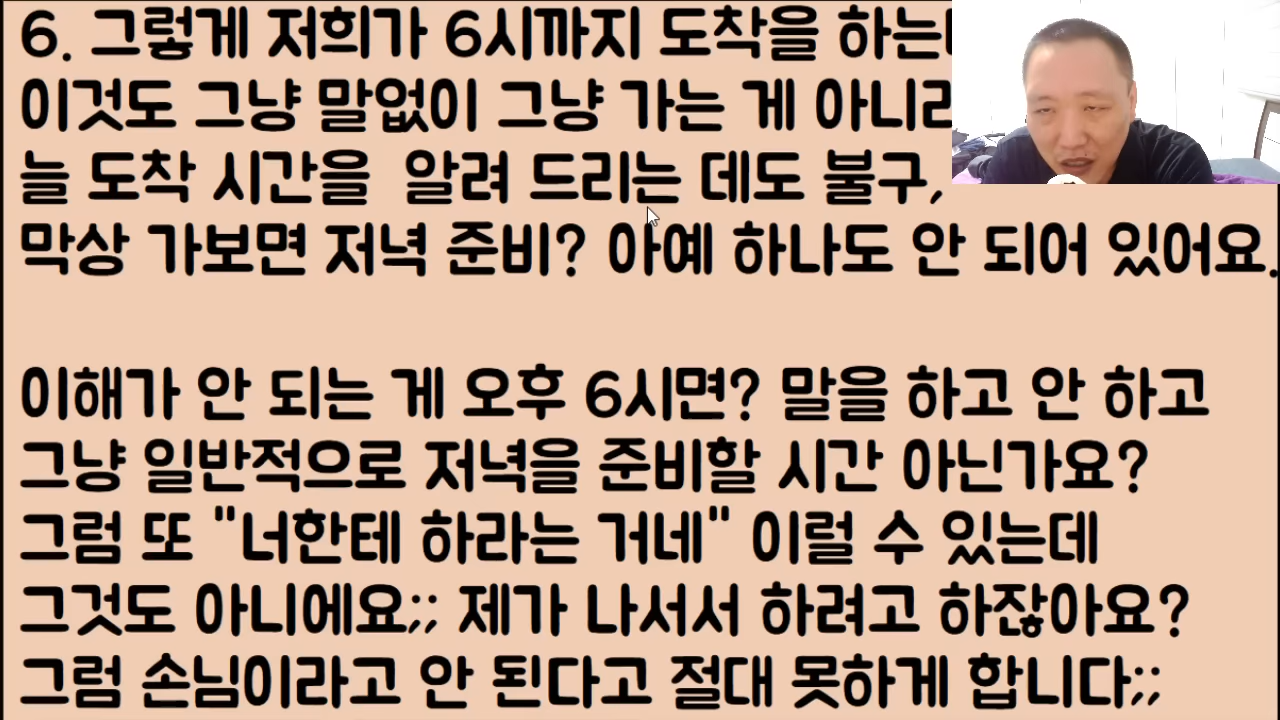 6. 그렇게 저희가 6시까지 도착을 하는
이것도 그냥 말없이 그냥 가는 게 아니라
늘 도착 시간을 알려 드리는 데도 불구,
막상 가보면 저녁 준비? 아예 하나도 안 되어 있어요.
이해가 안 되는 게 오후 6시면? 말을 하고 안 하고
그냥 일반적으로 저녁을 준비할 시간 아닌가요?
그럼 또 "너한테 하라는 거네" 이럴 수 있는데
그것도 아니에요;; 제가 나서서 하려고 하잖아요?
그럼 손님이라고 안 된다고 절대 못하게 합니다;;